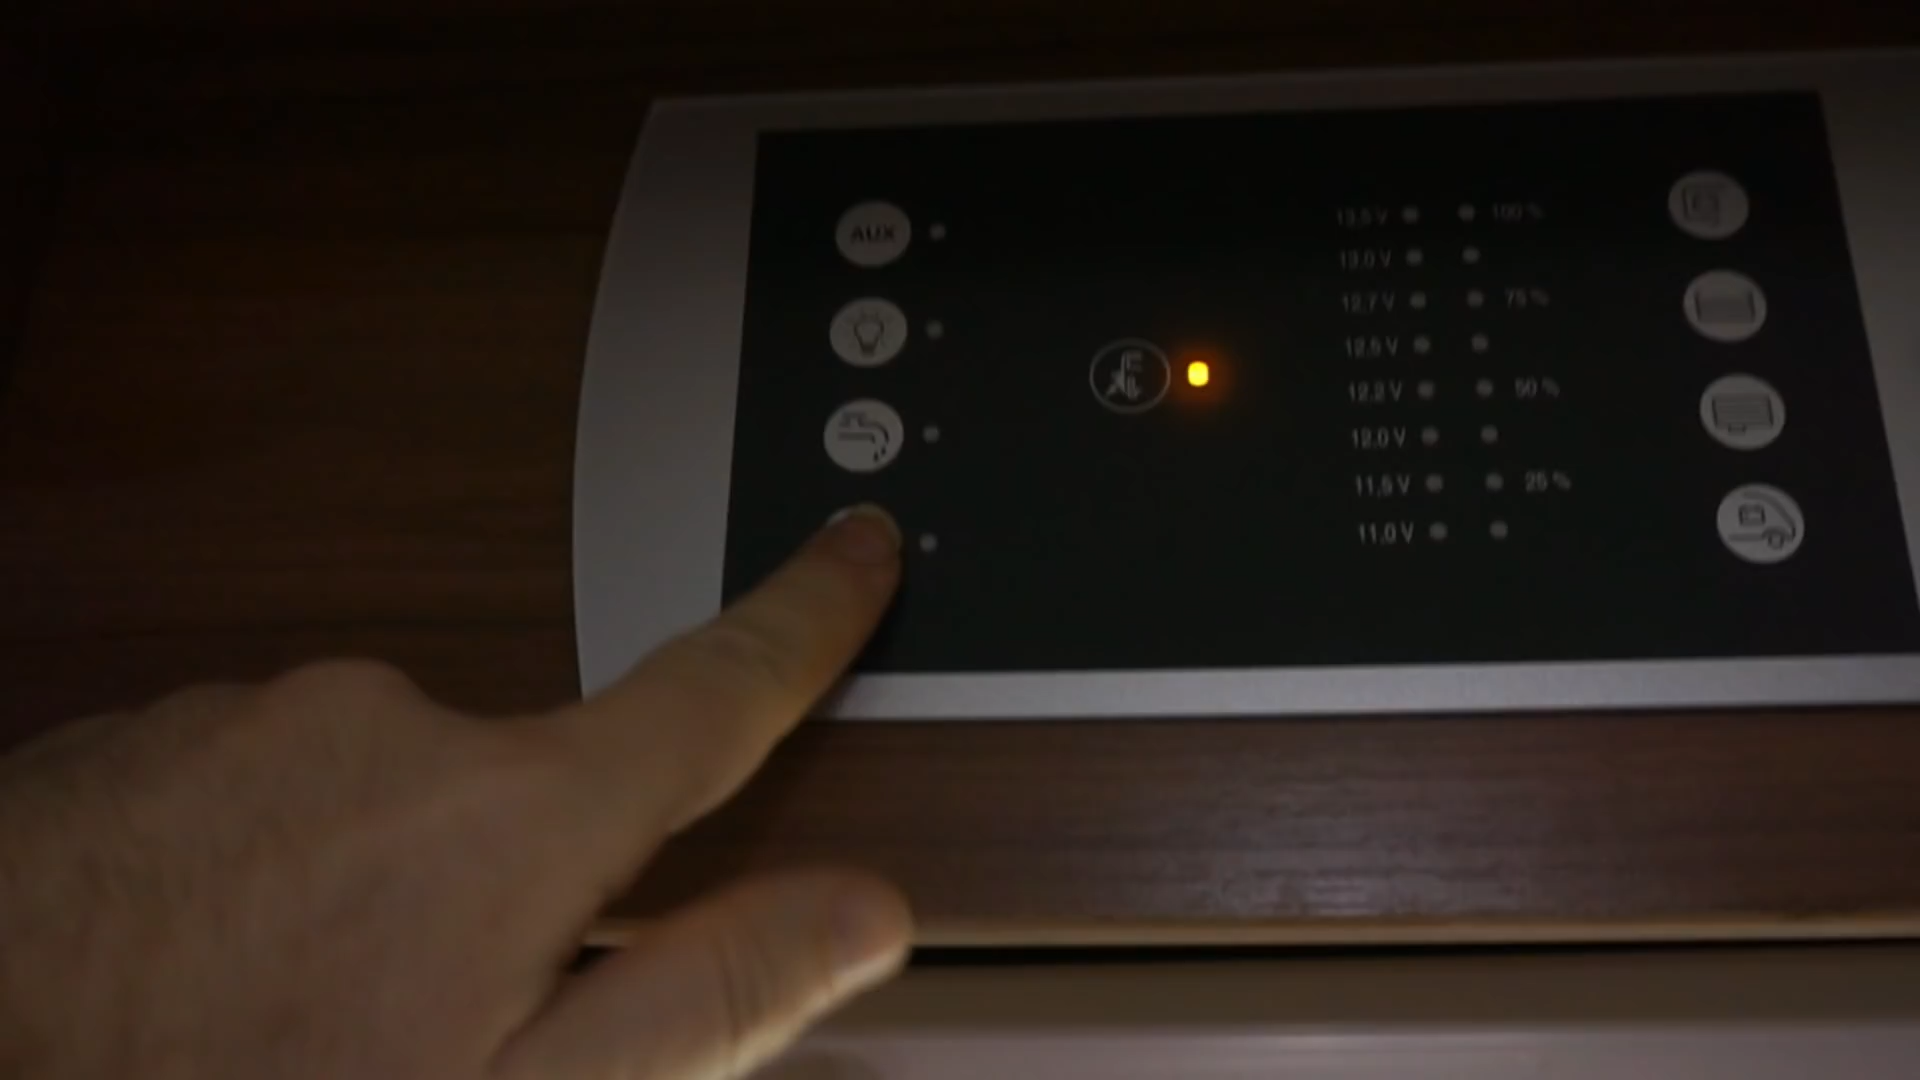 AUX
13,5 V 100 %
13,0 V
12,7 V 75 %
12,5 V
12,2 V 50 %
12,0 V
11,5 V 25 %
11,0 V